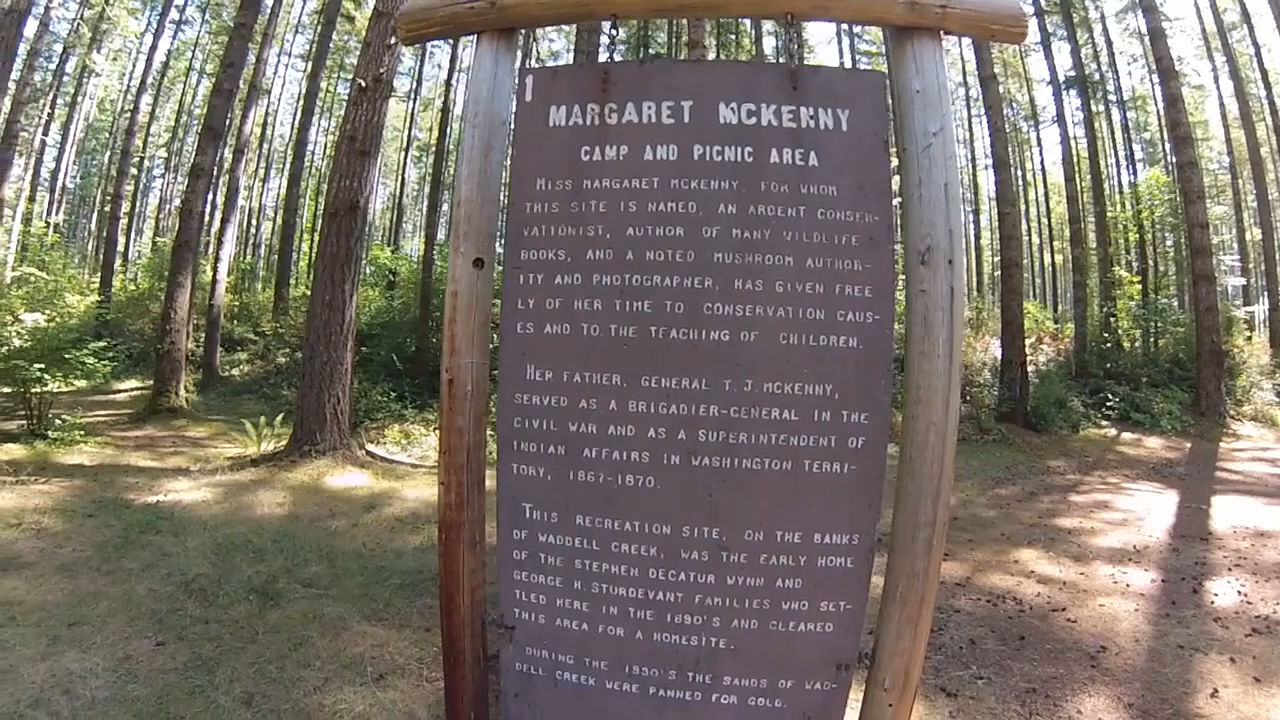 1
MARGARET MCKENNY
CAMP AND PICNIC AREA
MISS MARGARET MCKENNY, FOR WHOM
THIS SITE IS NAMED, AN ARDENT CONSER-
VATIONIST, AUTHOR OF MANY WILDLIFE
BOOKS, AND A NOTED MUSHROOM AUTHOR-
ITY AND PHOTOGRAPHER, HAS GIVEN FREE
LY OF HER TIME TO CONSERVATION CAUS-
ES AND TO THE TEACHING OF CHILDREN.
HER FATHER, GENERAL T. J. MCKENNY,
SERVED AS A BRIGADIER-GENERAL IN THE
CIVIL WAR AND AS A SUPERINTENDENT OF
INDIAN AFFAIRS IN WASHINGTON TERRI-
TORY, 1867-1870.
THIS RECREATION SITE, ON THE BANKS
OF WADDELL CREEK, WAS THE EARLY HOME
OF THE STEPHEN DECATUR WYNN AND
GEORGE H. STURDEVANT FAMILIES WHO SET-
TLED HERE IN THE 1890'S AND CLEARED
THIS AREA FOR A HOMESITE.
DURING THE 1930'S THE SANDS OF WAD-
DELL CREEK WERE PANNED FOR GOLD.